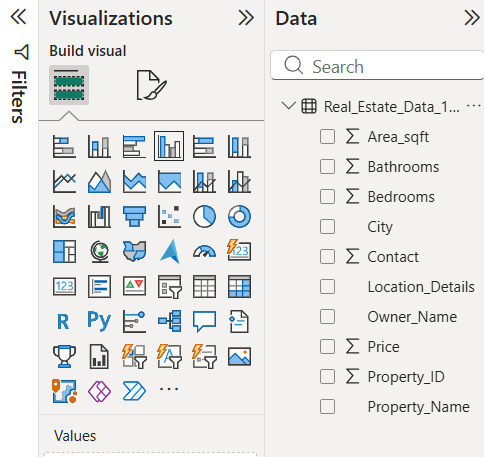 Filters
Visualizations
Build visual
123
123
R
Py
Values
Data
Search
Real_Estate_Data_1...
Area_sqft
Bathrooms
Bedrooms
City
Contact
Location_Details
Owner_Name
Price
Property_ID
Property_Name